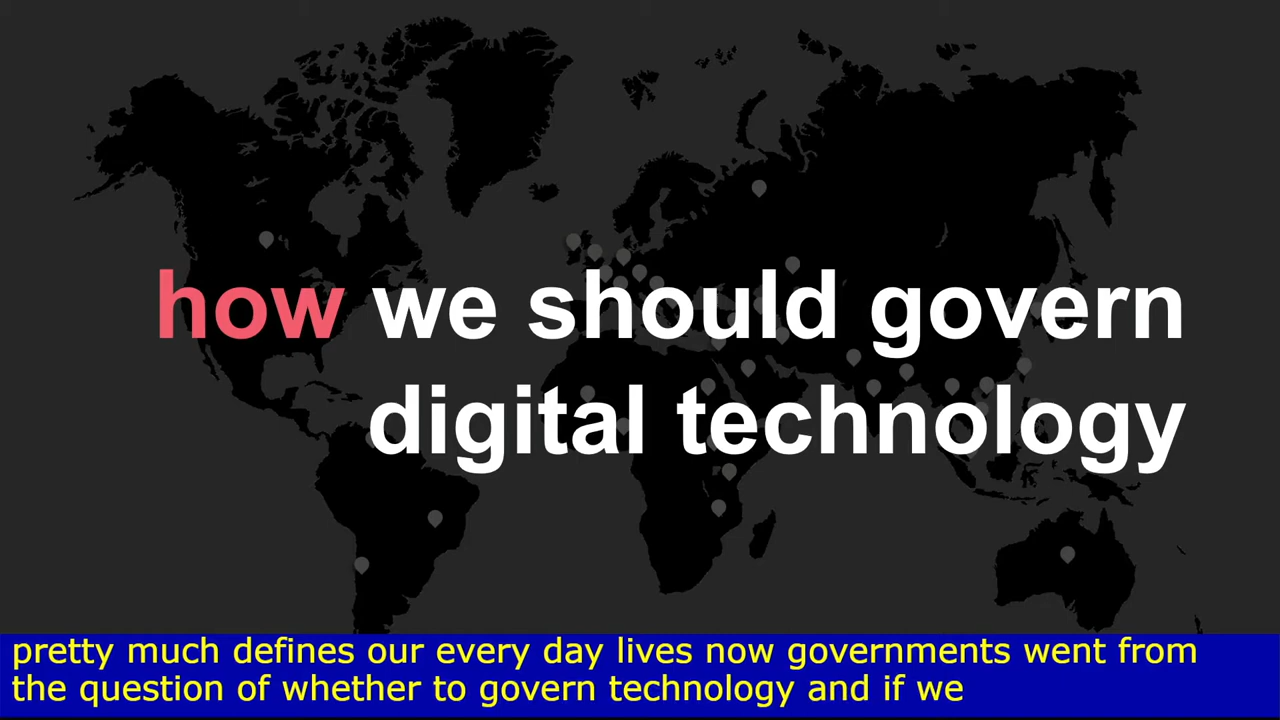 how we should govern
digital technology
pretty much defines our every day lives now governments went from
the question of whether to govern technology and if we